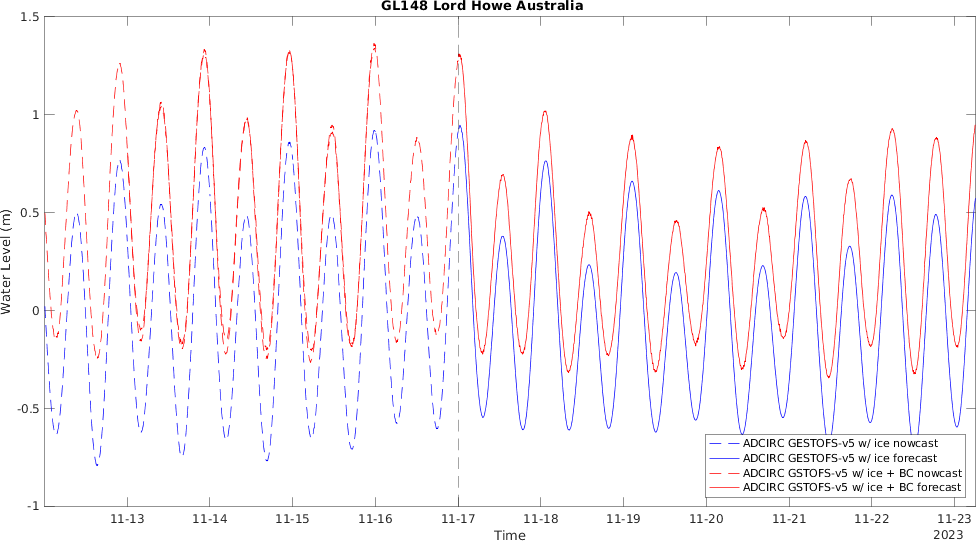 GL148 Lord Howe Australia
1.5
1
0.5
0
-0.5
-1
Water Level (m)
ADCIRC GESTOFS-v5 w/ ice nowcast
ADCIRC GESTOFS-v5 w/ ice forecast
ADCIRC GSTOFS-v5 w/ ice + BC nowcast
ADCIRC GSTOFS-v5 w/ ice + BC forecast
11-13 11-14 11-15 11-16 11-17 11-18 11-19 11-20 11-21 11-22 11-23
Time
2023